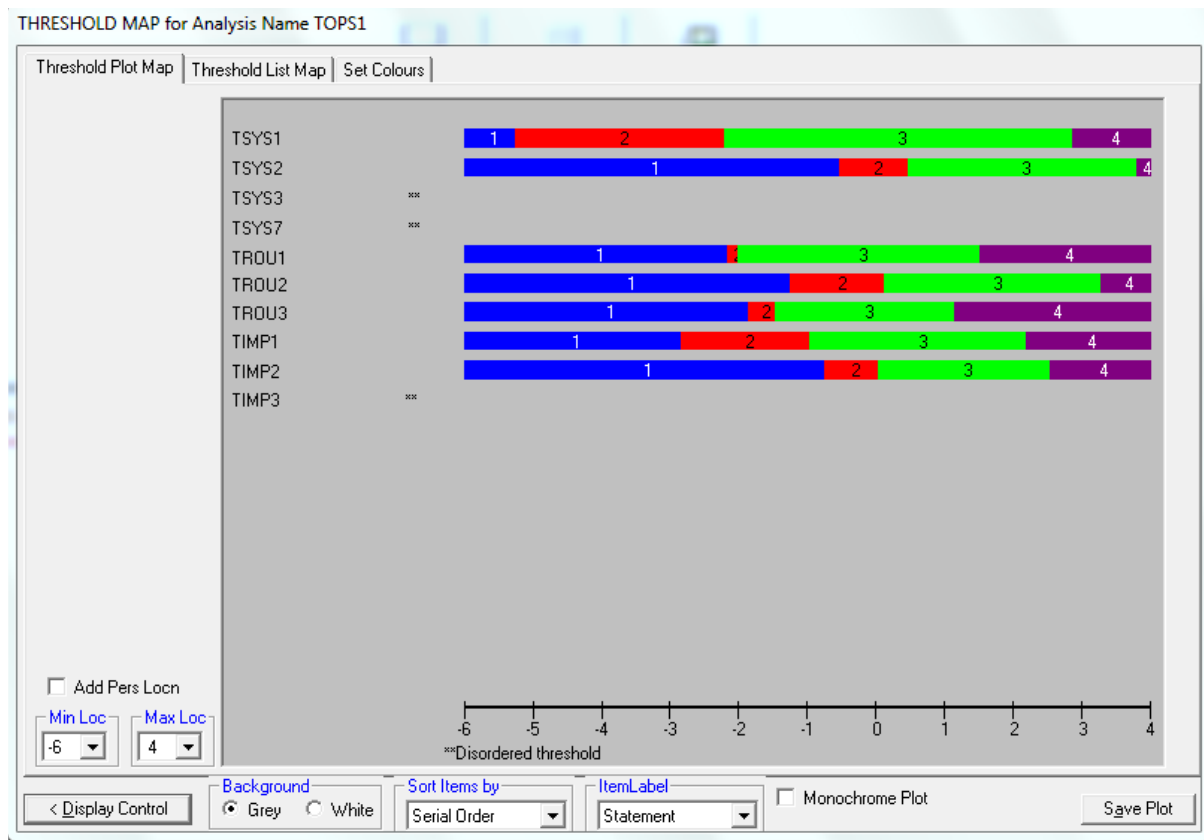 THRESHOLD MAP for Analysis Name TOPS1
Threshold Plot Map Threshold List Map Set Colours
TSYS1 1 2 3 4
TSYS2 1 2 3 4
TSYS3 **
TSYS7 **
TROU1 1 2 3 4
TROU2 1 2 3 4
TROU3 1 2 3 4
TIMP1 1 2 3 4
TIMP2 1 2 3 4
TIMP3 **
Add Pers Locn
Min Loc Max Loc
-6 4
-6 -5 -4 -3 -2 -1 0 1 2 3 4
**Disordered threshold
Background Sort Items by ItemLabel
< Display Control Grey White Serial Order Statement Monochrome Plot Save Plot